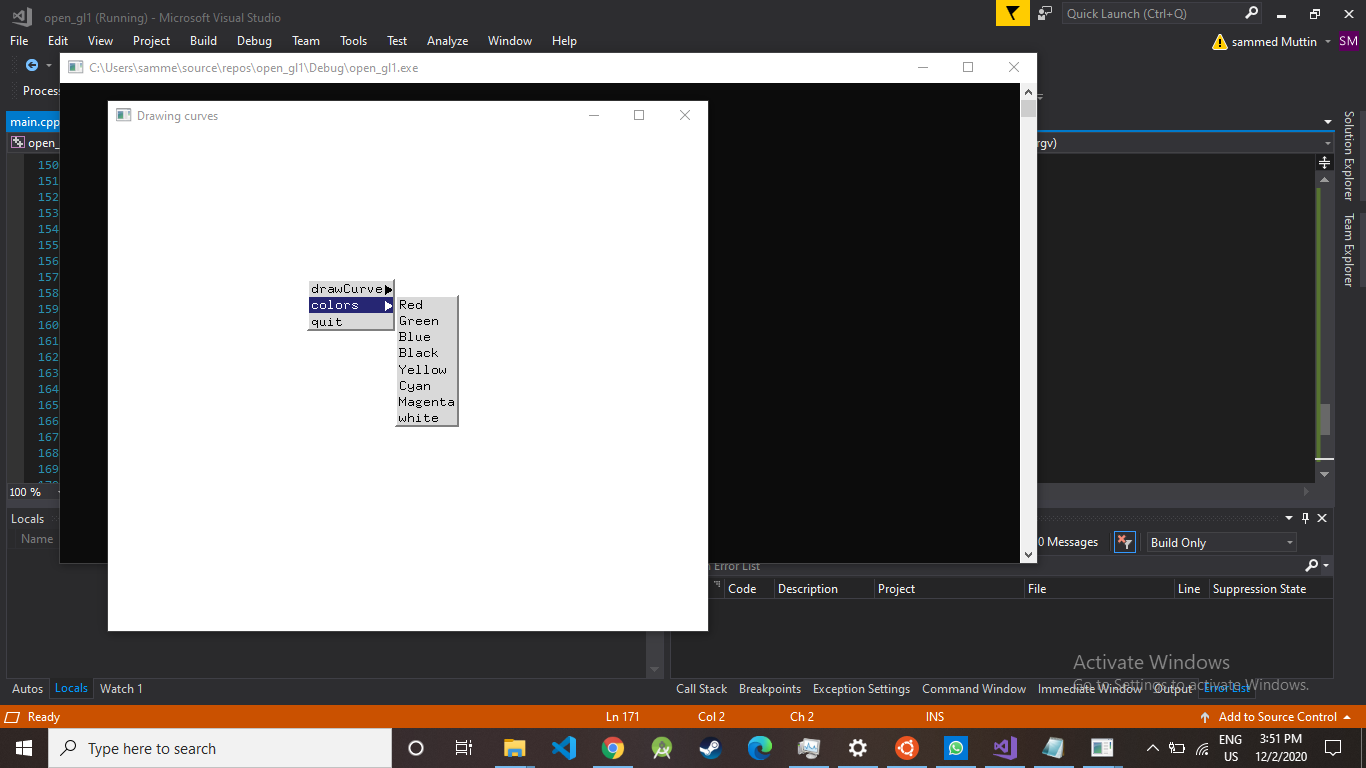 open_gl1 (Running) - Microsoft Visual Studio
Quick Launch (Ctrl+Q)
File Edit View Project Build Debug Team Tools Test Analyze Window Help
sammed Muttin SM
C:\Users\samme\source\repos\open_gl1\Debug\open_gl1.exe
Proces
Drawing curves
main.cpp
open_
rgv)
Solution Explorer
Team Explorer
150
151
152
153
154
155
156
157
158
159
160
161
162
163
164
165
166
167
168
169
drawCurve
colors
quit
Red
Green
Blue
Black
Yellow
Cyan
Magenta
white
100 %
Locals
Name
0 Messages
Build Only
Error List
Code Description Project File Line Suppression State
Activate Windows
Go to Settings to activate Windows.
Autos Locals Watch 1
Call Stack Breakpoints Exception Settings Command Window Immediate Window Output Error List
Ready
Ln 171 Col 2 Ch 2 INS
Add to Source Control
Type here to search
ENG
US
3:51 PM
12/2/2020